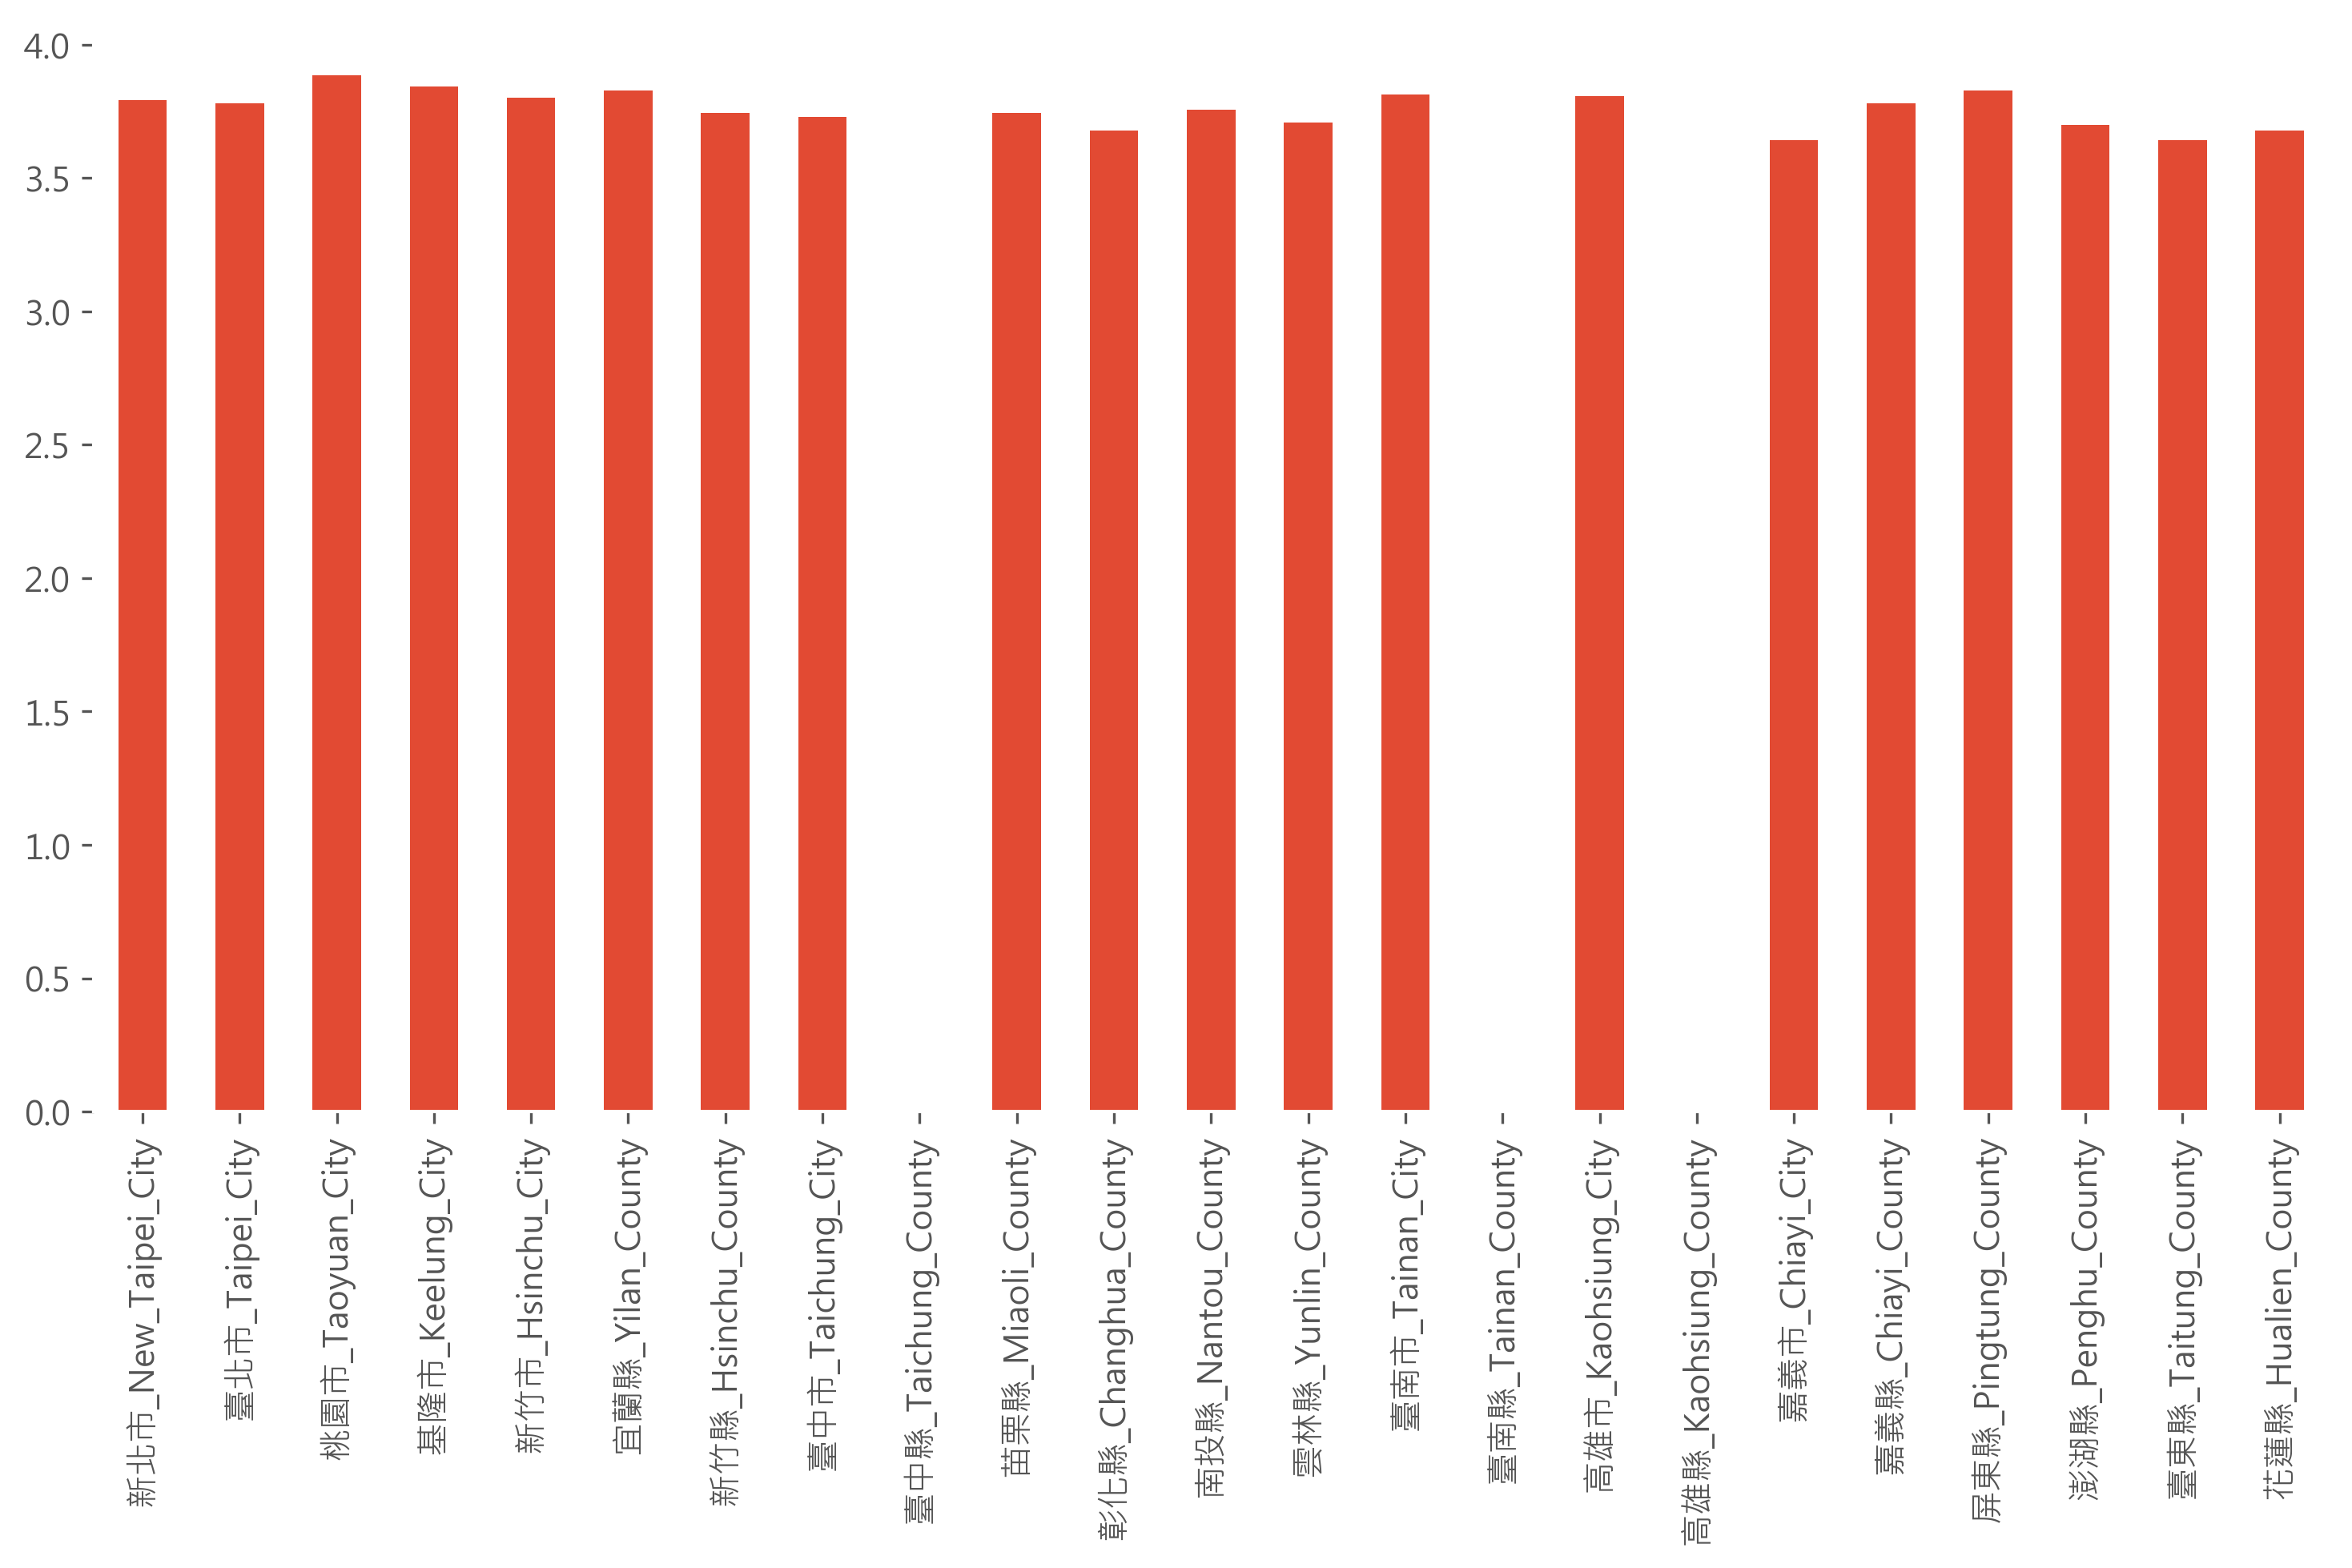 4.0
3.5
3.0
2.5
2.0
1.5
1.0
0.5
0.0
新北市_New_Taipei_City
臺北市_Taipei_City
桃園市_Taoyuan_City
基隆市_Keelung_City
新竹市_Hsinchu_City
宜蘭縣_Yilan_County
新竹縣_Hsinchu_County
臺中市_Taichung_City
臺中縣_Taichung_County
苗栗縣_Miaoli_County
彰化縣_Changhua_County
南投縣_Nantou_County
雲林縣_Yunlin_County
臺南市_Tainan_City
臺南縣_Tainan_County
高雄市_Kaohsiung_City
高雄縣_Kaohsiung_County
嘉義市_Chiayi_City
嘉義縣_Chiayi_County
屏東縣_Pingtung_County
澎湖縣_Penghu_County
臺東縣_Taitung_County
花蓮縣_Hualien_County